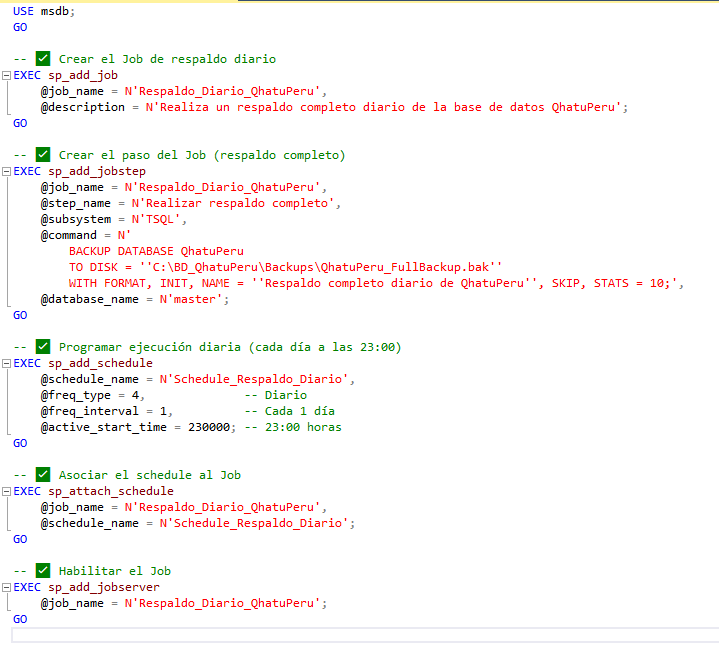 USE msdb;
GO
-- ✅ Crear el Job de respaldo diario
EXEC sp_add_job
@job_name = N'Respaldo_Diario_QhatuPeru',
@description = N'Realiza un respaldo completo diario de la base de datos QhatuPeru';
GO
-- ✅ Crear el paso del Job (respaldo completo)
EXEC sp_add_jobstep
@job_name = N'Respaldo_Diario_QhatuPeru',
@step_name = N'Realizar respaldo completo',
@subsystem = N'TSQL',
@command = N'
BACKUP DATABASE QhatuPeru
TO DISK = ''C:\BD_QhatuPeru\Backups\QhatuPeru_FullBackup.bak''
WITH FORMAT, INIT, NAME = ''Respaldo completo diario de QhatuPeru'', SKIP, STATS = 10;',
@database_name = N'master';
GO
-- ✅ Programar ejecución diaria (cada día a las 23:00)
EXEC sp_add_schedule
@schedule_name = N'Schedule_Respaldo_Diario',
@freq_type = 4, -- Diario
@freq_interval = 1, -- Cada 1 día
@active_start_time = 230000; -- 23:00 horas
GO
-- ✅ Asociar el schedule al Job
EXEC sp_attach_schedule
@job_name = N'Respaldo_Diario_QhatuPeru',
@schedule_name = N'Schedule_Respaldo_Diario';
GO
-- ✅ Habilitar el Job
EXEC sp_add_jobserver
@job_name = N'Respaldo_Diario_QhatuPeru';
GO